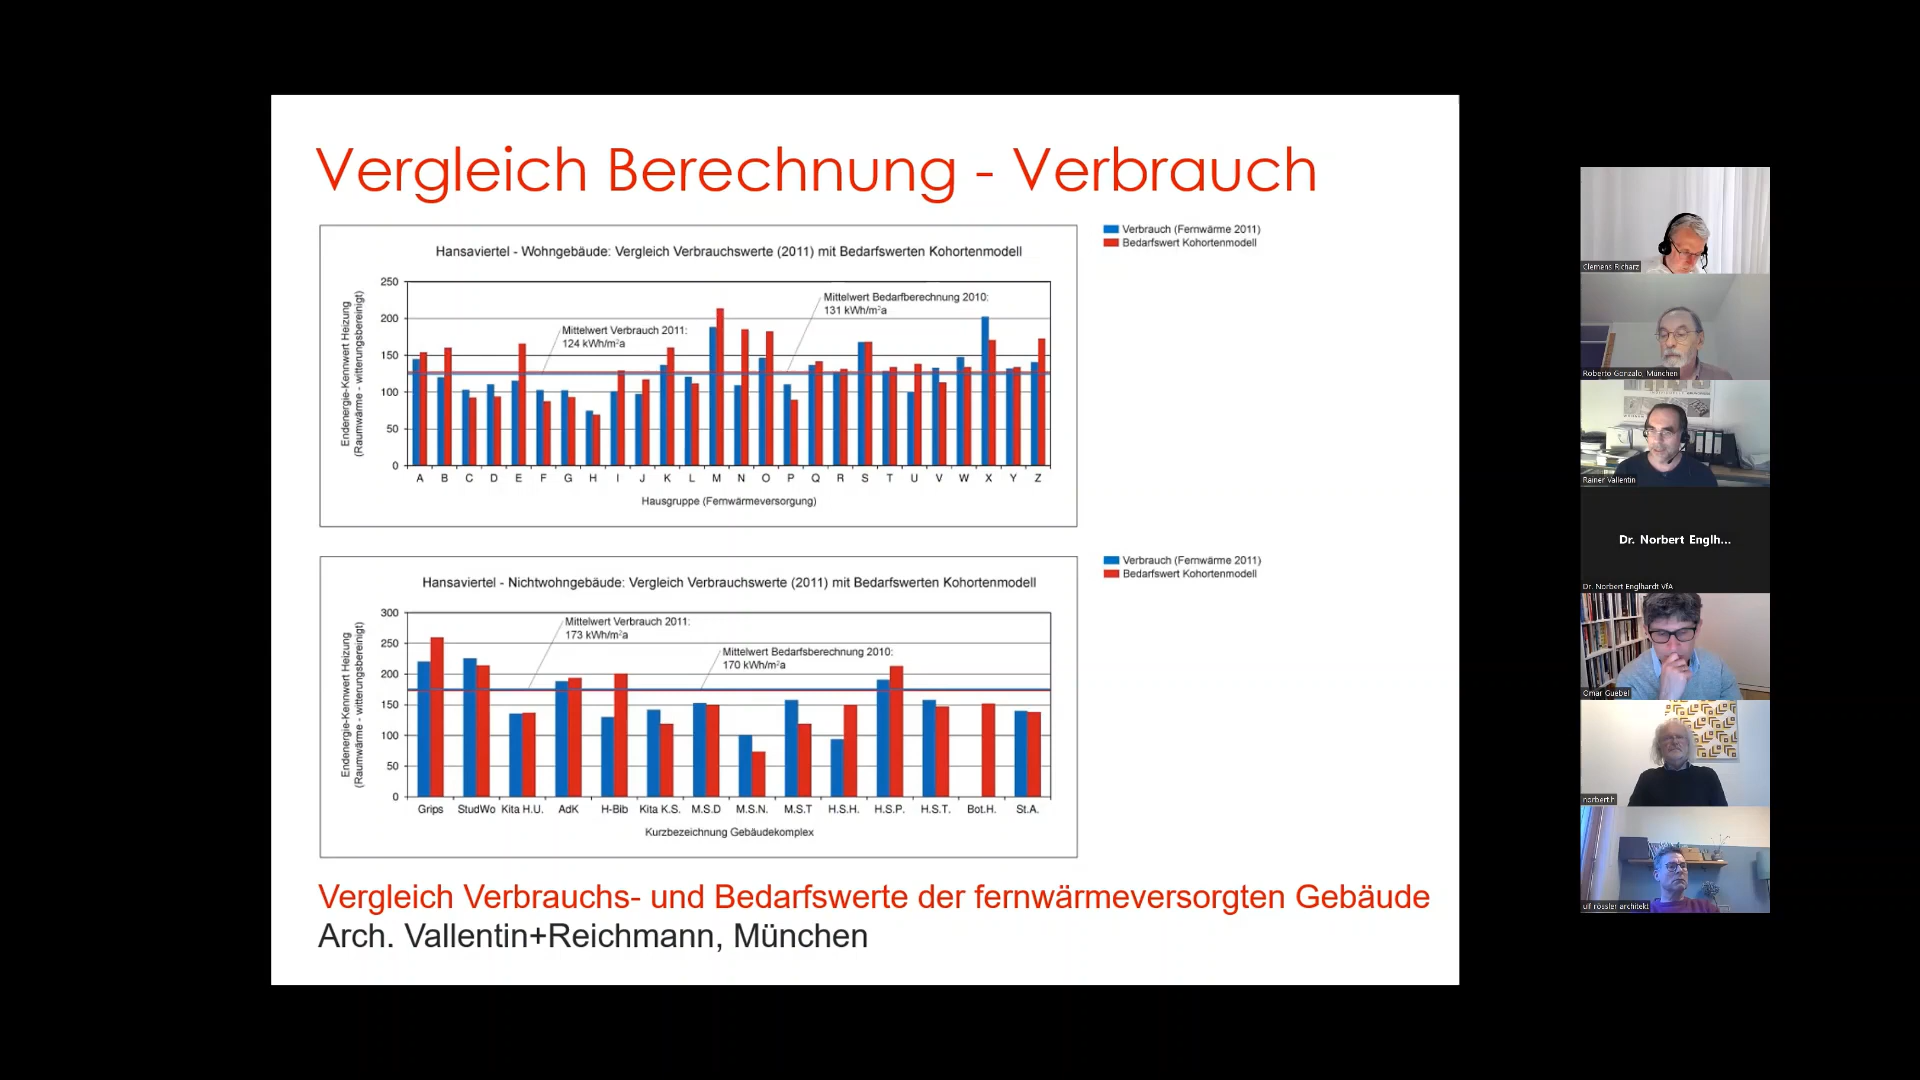 Vergleich Berechnung - Verbrauch
Hansaviertel - Wohngebäude: Vergleich Verbrauchswerte (2011) mit Bedarfswerten Kohortenmodell
Verbrauch (Fernwärme 2011)
Bedarfswert Kohortenmodell
Endenergie-Kennwert Heizung
(Raumwärme - witterungsbereinigt)
250
200
150
100
50
0
Mittelwert Verbrauch 2011:
124 kWh/m²a
Mittelwert Bedarfberechnung 2010:
131 kWh/m²a
A B C D E F G H I J K L M N O P Q R S T U V W X Y Z
Hausgruppe (Fernwärmeversorgung)
Hansaviertel - Nichtwohngebäude: Vergleich Verbrauchswerte (2011) mit Bedarfswerten Kohortenmodell
Verbrauch (Fernwärme 2011)
Bedarfswert Kohortenmodell
Endenergie-Kennwert Heizung
(Raumwärme - witterungsbereinigt)
300
250
200
150
100
50
0
Mittelwert Verbrauch 2011:
173 kWh/m²a
Mittelwert Bedarfsberechnung 2010:
170 kWh/m²a
Grips StudWo Kita H.U. AdK H-Bib Kita K.S. M.S.D M.S.N. M.S.T H.S.H. H.S.P. H.S.T. Bot.H. St.A.
Kurzbezeichnung Gebäudekomplex
Vergleich Verbrauchs- und Bedarfswerte der fernwärmeversorgten Gebäude
Arch. Vallentin+Reichmann, München
Clemens Richarz
Roberto Gonzalo, München
Rainer Vallentin
Dr. Norbert Englh...
Dr. Norbert Englhardt VfA
Omar Guebel
norbert.h
ulf rössler architekt